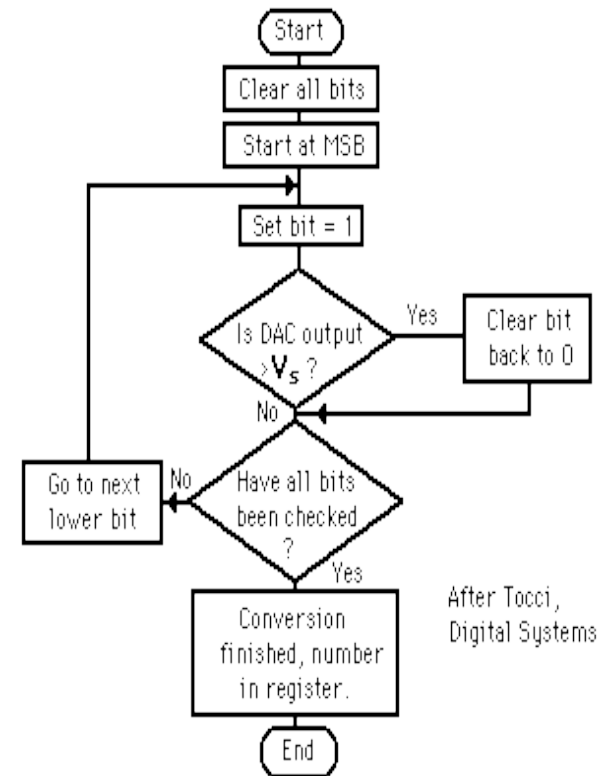 Start
Clear all bits
Start at MSB
Set bit = 1
Is DAC output
>Vs ?
Yes
Clear bit
back to 0
No
Have all bits
been checked
?
No
Go to next
lower bit
Yes
Conversion
finished, number
in register.
End
After Tocci,
Digital Systems